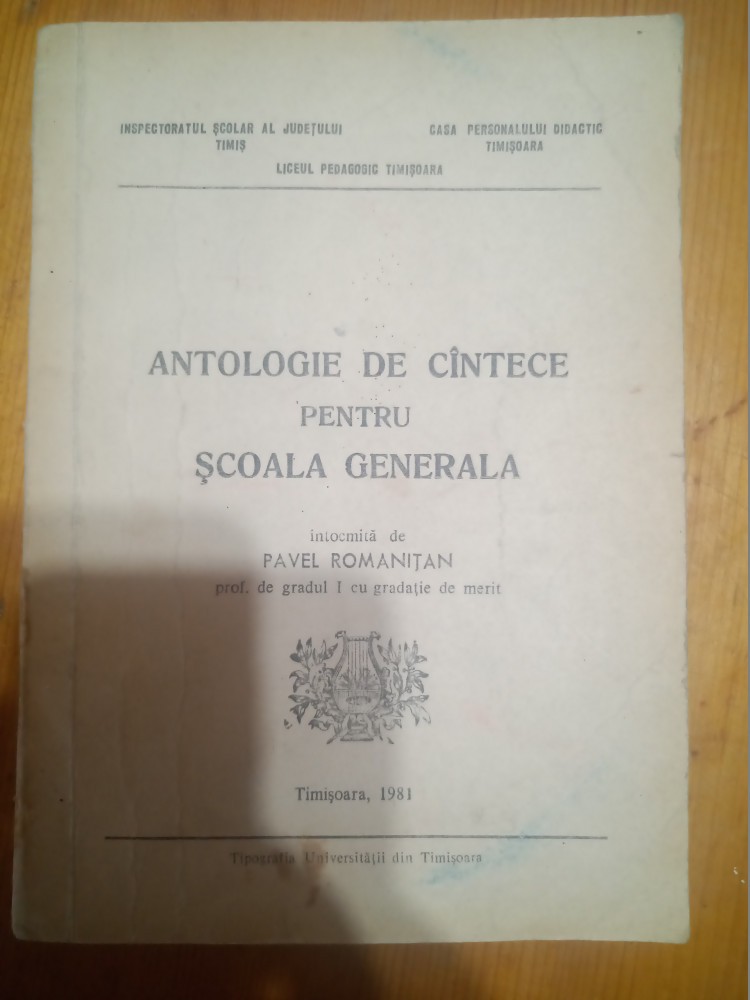 INSPECTORATUL ŞCOLAR AL JUDEŢULUI
TIMIŞ
CASA PERSONALULUI DIDACTIC
TIMIŞOARA
LICEUL PEDAGOGIC TIMIŞOARA
ANTOLOGIE DE CÎNTECE
PENTRU
ŞCOALA GENERALA
întocmită de
PAVEL ROMANIŢAN
prof. de gradul I cu gradaţie de merit
Timişoara, 1981
Tipografia Universităţii din Timişoara